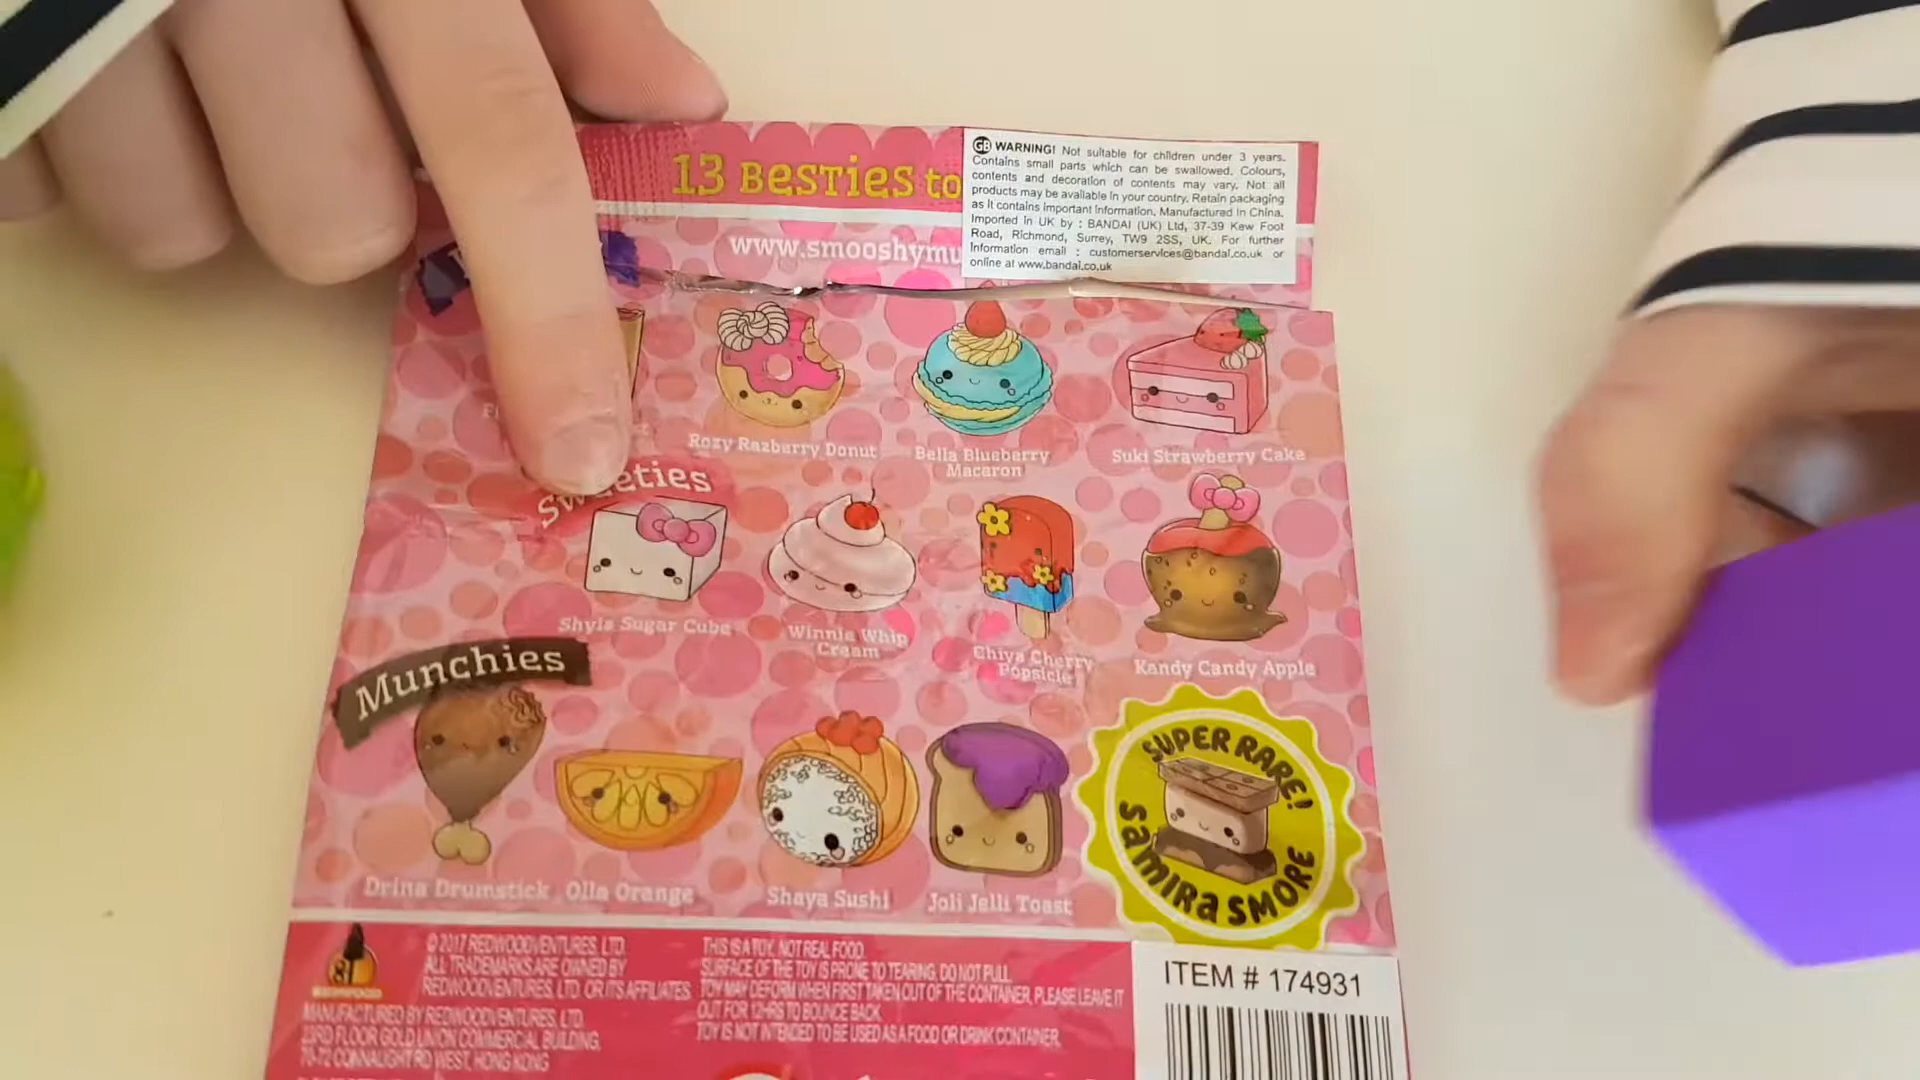 13 BESTIES to
GB WARNING! Not suitable for children under 3 years.
Contains small parts which can be swallowed. Colours,
contents and decoration of contents may vary. Not all
products may be available in your country. Retain packaging
as it contains important information. Manufactured in China.
Imported in UK by : BANDAI (UK) Ltd, 37-39 Kew Foot
Road, Richmond, Surrey, TW9 2SS, UK. For further
information email : customerservices@bandai.co.uk or
online at www.bandai.co.uk
www.smooshymu
Rozy Razberry Donut
Bella Blueberry
Macaron
Suki Strawberry Cake
Sweeties
Shyla Sugar Cube
Winnie Whip
Cream
Chiya Cherry
Popsicle
Kandy Candy Apple
Munchies
Drina Drumstick
Olla Orange
Shaya Sushi
Joli Jelli Toast
SUPER RARE!
SamiRa SMORE
© 2017 REDWOODVENTURES, LTD.
ALL TRADEMARKS ARE OWNED BY
REDWOODVENTURES, LTD. OR ITS AFFILIATES
MANUFACTURED BY REDWOODVENTURES, LTD.
23RD FLOOR GOLD UNION COMMERCIAL BUILDING,
70-72 CONNAUGHT RD WEST, HONG KONG
THIS IS A TOY, NOT REAL FOOD.
SURFACE OF THE TOY IS PRONE TO TEARING, DO NOT PULL.
TOY MAY DEFORM WHEN FIRST TAKEN OUT OF THE CONTAINER, PLEASE LEAVE IT
OUT FOR 12HRS TO BOUNCE BACK.
TOY IS NOT INTENDED TO BE USED AS A FOOD OR DRINK CONTAINER.
ITEM # 174931